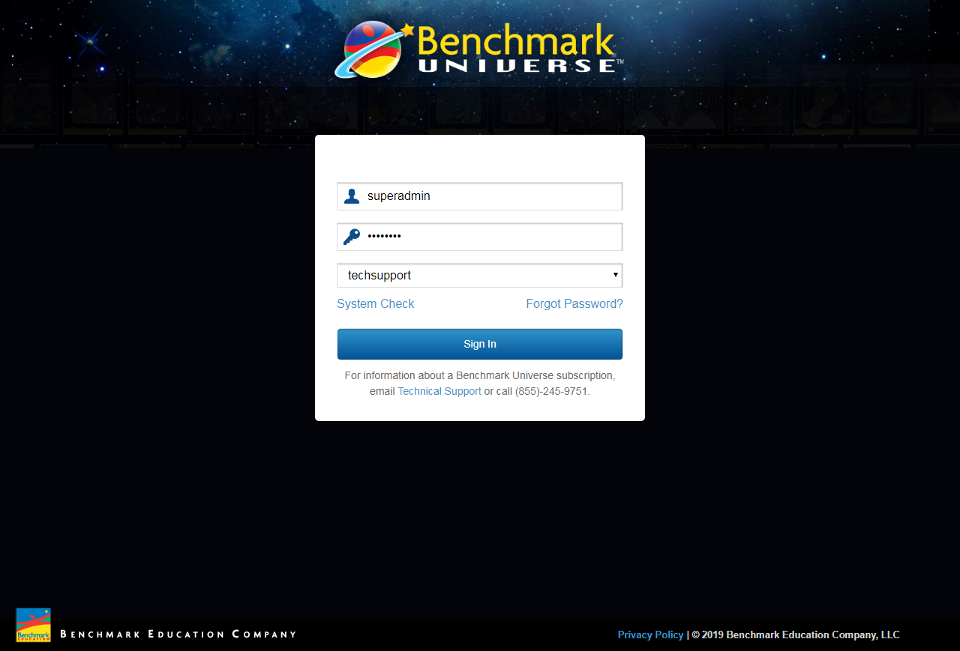 Benchmark
UNIVERSE™
superadmin
••••••••
techsupport
System Check
Forgot Password?
Sign In
For information about a Benchmark Universe subscription,
email Technical Support or call (855)-245-9751.
Benchmark
EDUCATION
BENCHMARK EDUCATION COMPANY
Privacy Policy | © 2019 Benchmark Education Company, LLC